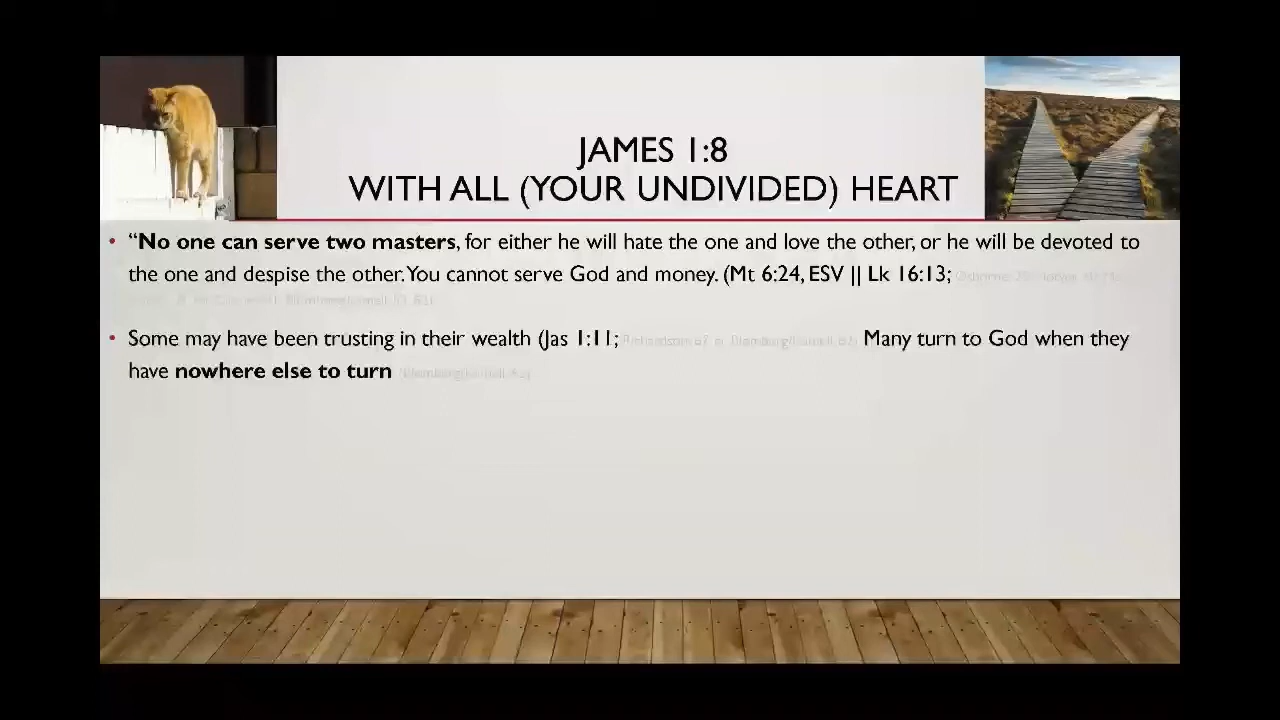 JAMES 1:8
WITH ALL (YOUR UNDIVIDED) HEART
• “No one can serve two masters, for either he will hate the one and love the other, or he will be devoted to
the one and despise the other. You cannot serve God and money. (Mt 6:24, ESV || Lk 16:13;
• Some may have been trusting in their wealth (Jas 1:11; Many turn to God when they
have nowhere else to turn